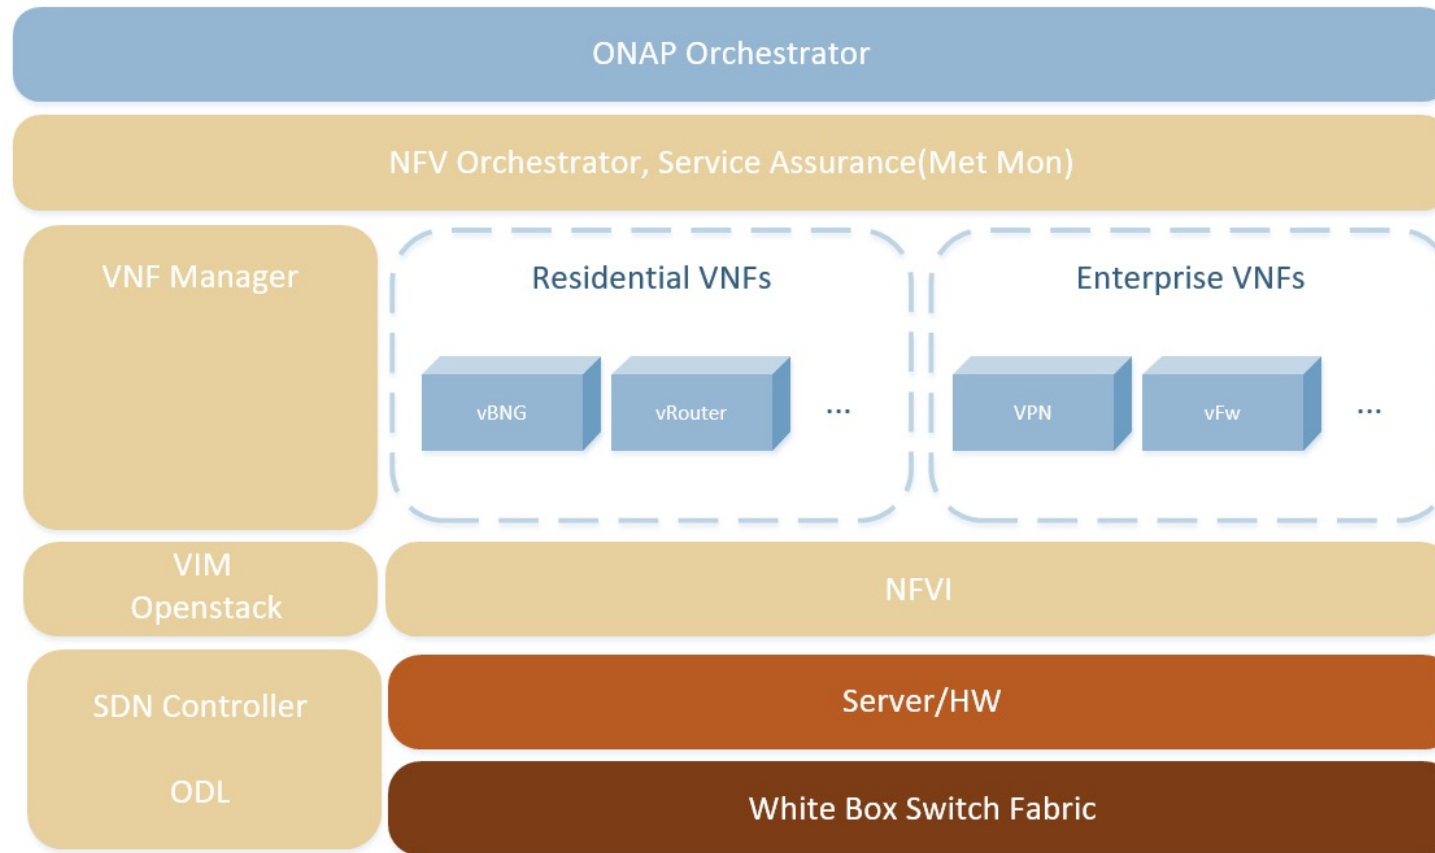 ONAP Orchestrator
NFV Orchestrator, Service Assurance(Met Mon)
VNF Manager
Residential VNFs
Enterprise VNFs
vBNG
vRouter
...
VPN
vFw
...
VIM
Openstack
NFVI
SDN Controller
ODL
Server/HW
White Box Switch Fabric